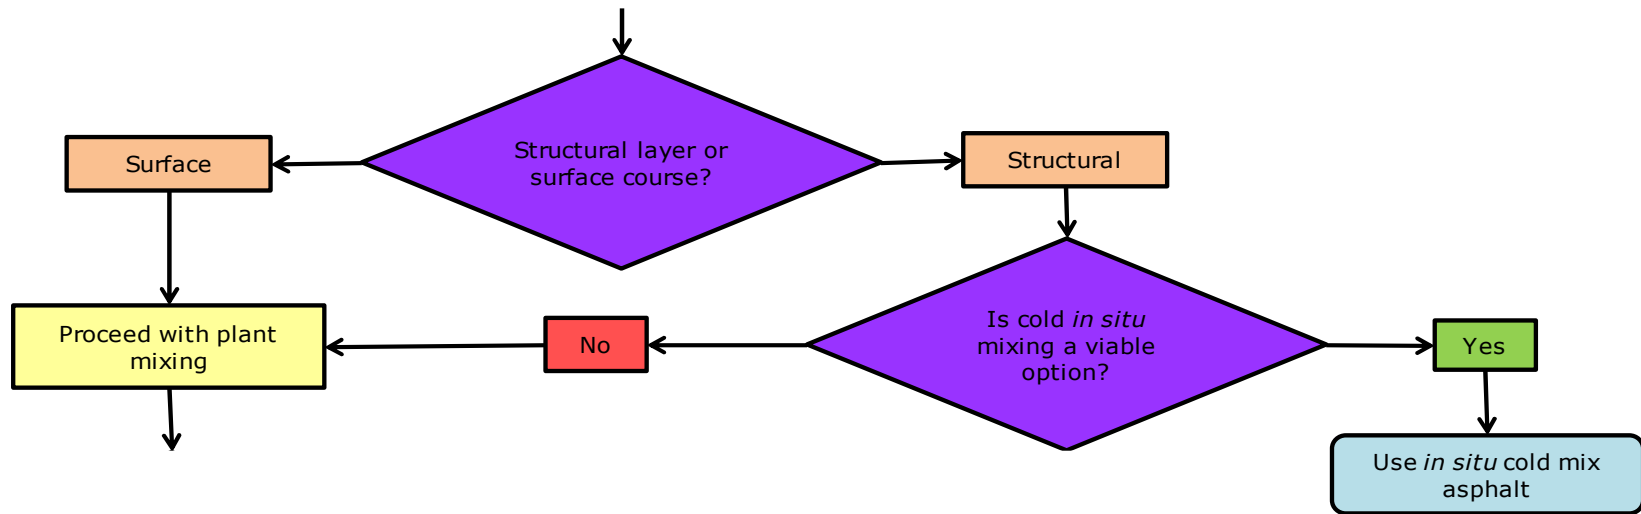 Structural layer or
surface course?
Surface
Structural
Proceed with plant
mixing
No
Is cold in situ
mixing a viable
option?
Yes
Use in situ cold mix
asphalt